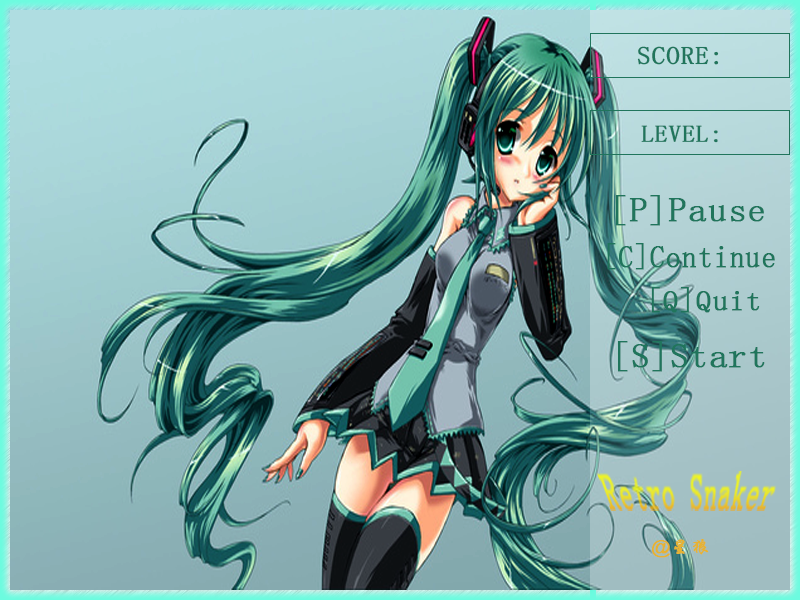 SCORE:
LEVEL:
[P]Pause
[C]Continue
[Q]Quit
[S]Start
Retro Snaker